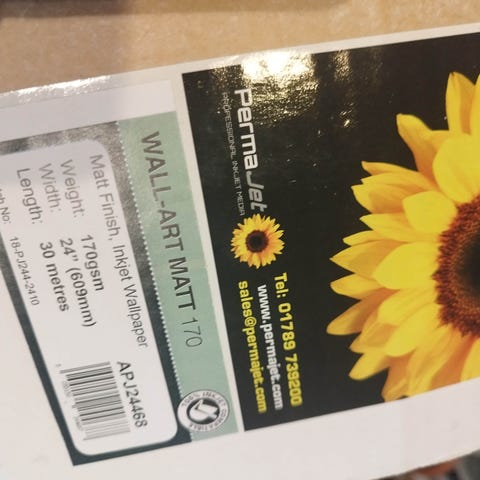 PermaJet
PROFESSIONAL INKJET MEDIA
Tel: 01789 739200
www.permajet.com
sales@permajet.com
WALL-ART MATT 170
Matt Finish, Inkjet Wallpaper
Weight: 170gsm
Width: 24" (609mm)
Length: 30 metres
No: 18-PJ244-2410
APJ24468